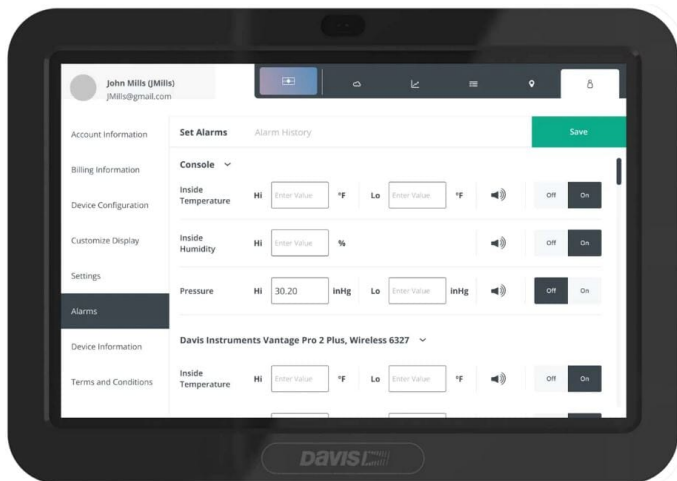 John Mills (JMills)
JMills@gmail.com
Account Information
Billing Information
Device Configuration
Customize Display
Settings
Alarms
Device Information
Terms and Conditions
Set Alarms Alarm History Save
Console
Inside Temperature Hi Enter Value °F Lo Enter Value °F Off On
Inside Humidity Hi Enter Value % Off On
Pressure Hi 30.20 inHg Lo Enter Value inHg Off On
Davis Instruments Vantage Pro 2 Plus, Wireless 6327
Inside Temperature Hi Enter Value °F Lo Enter Value °F Off On
DAVIS